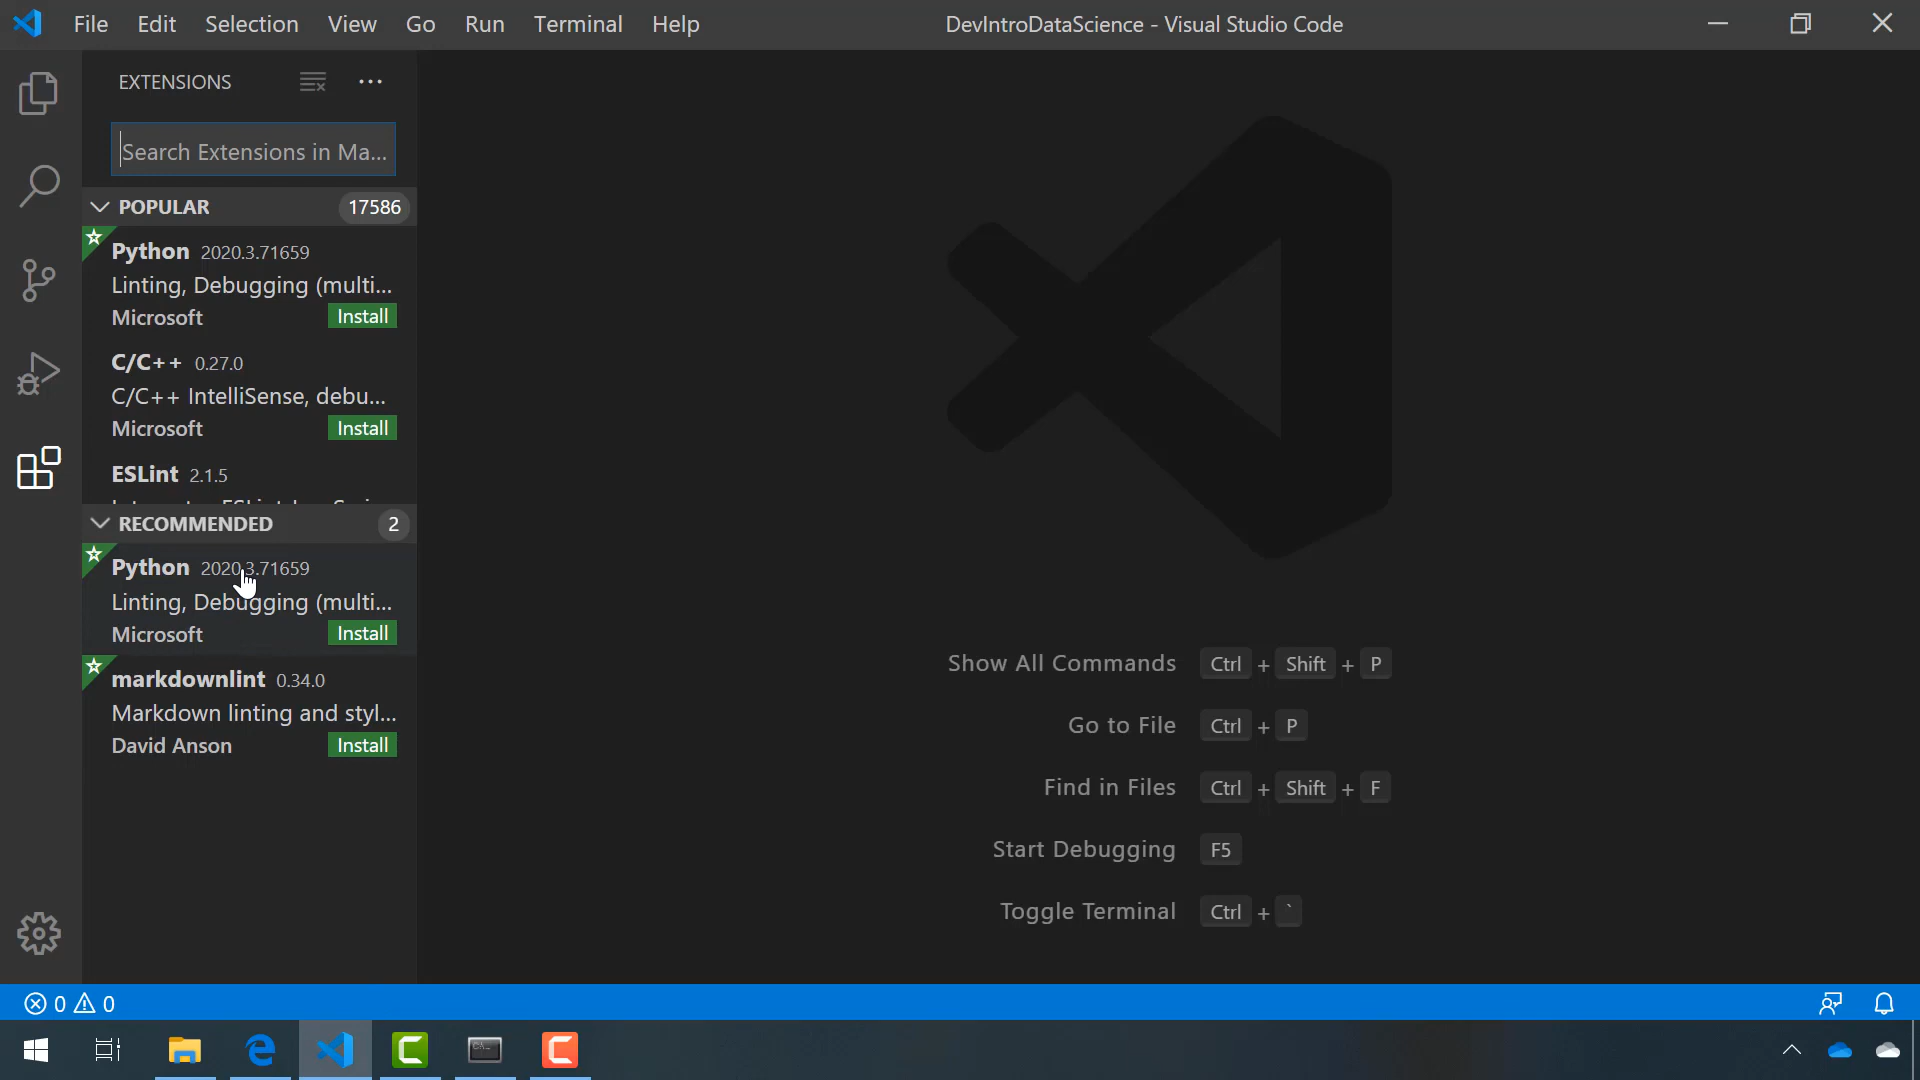 File Edit Selection View Go Run Terminal Help
DevIntroDataScience - Visual Studio Code
EXTENSIONS
Search Extensions in Ma...
POPULAR 17586
Python 2020.3.71659
Linting, Debugging (multi...
Microsoft Install
C/C++ 0.27.0
C/C++ IntelliSense, debu...
Microsoft Install
ESLint 2.1.5
RECOMMENDED 2
Python 2020.3.71659
Linting, Debugging (multi...
Microsoft Install
markdownlint 0.34.0
Markdown linting and styl...
David Anson Install
Show All Commands Ctrl + Shift + P
Go to File Ctrl + P
Find in Files Ctrl + Shift + F
Start Debugging F5
Toggle Terminal Ctrl + `
0 0